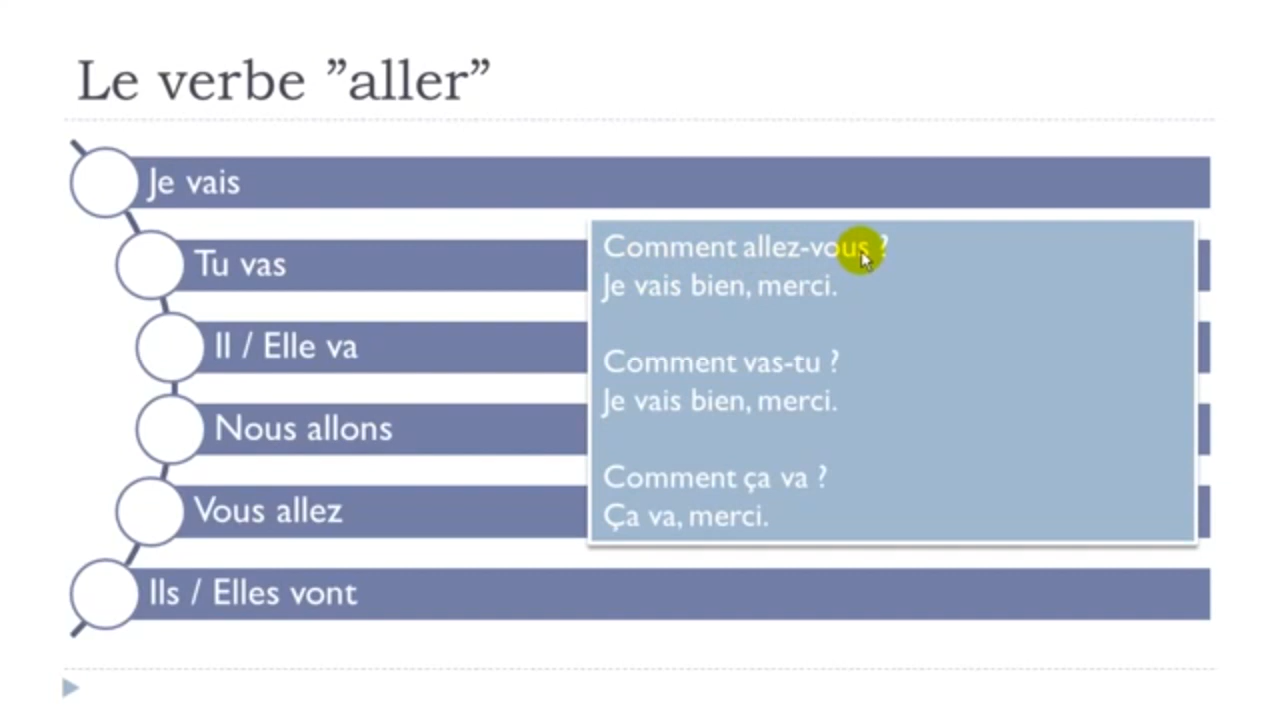 Le verbe ”aller”
Je vais
Tu vas
Il / Elle va
Nous allons
Vous allez
Ils / Elles vont
Comment allez-vous ?
Je vais bien, merci.
Comment vas-tu ?
Je vais bien, merci.
Comment ça va ?
Ça va, merci.